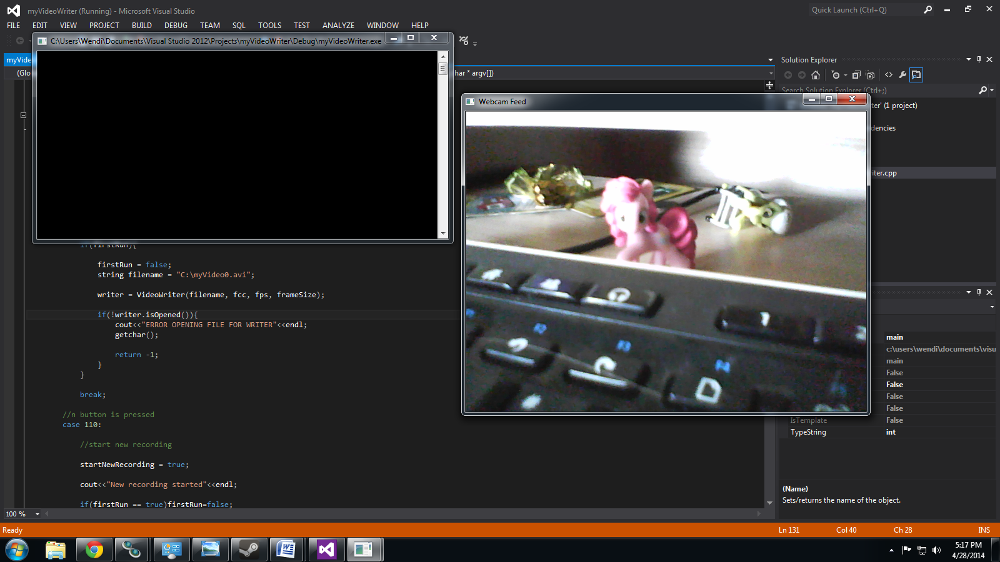 myVideoWriter (Running) - Microsoft Visual Studio
Quick Launch (Ctrl+Q)
FILE EDIT VIEW PROJECT BUILD DEBUG TEAM SQL TOOLS TEST ANALYZE WINDOW HELP
C:\Users\Wendi\Documents\Visual Studio 2012\Projects\myVideoWriter\Debug\myVideoWriter.exe
myVide
(Glo
har * argv[])
Solution Explorer
Search Solution Explorer (Ctrl+;)
Webcam Feed
er' (1 project)
dencies
iter.cpp
if(firstRun){
firstRun = false;
string filename = "C:\myVideo0.avi";
writer = VideoWriter(filename, fcc, fps, frameSize);
if(!writer.isOpened()){
cout<<"ERROR OPENING FILE FOR WRITER"<<endl;
getchar();
return -1;
}
}
break;
//n button is pressed
case 110:
//start new recording
startNewRecording = true;
cout<<"New recording started"<<endl;
if(firstRun == true)firstRun=false;
main
c:\users\wendi\documents\visu
main
False
False
False
False
IsTemplate False
TypeString int
(Name)
Sets/returns the name of the object.
100 %
Ready
Ln 131 Col 40 Ch 28 INS
5:17 PM
4/28/2014